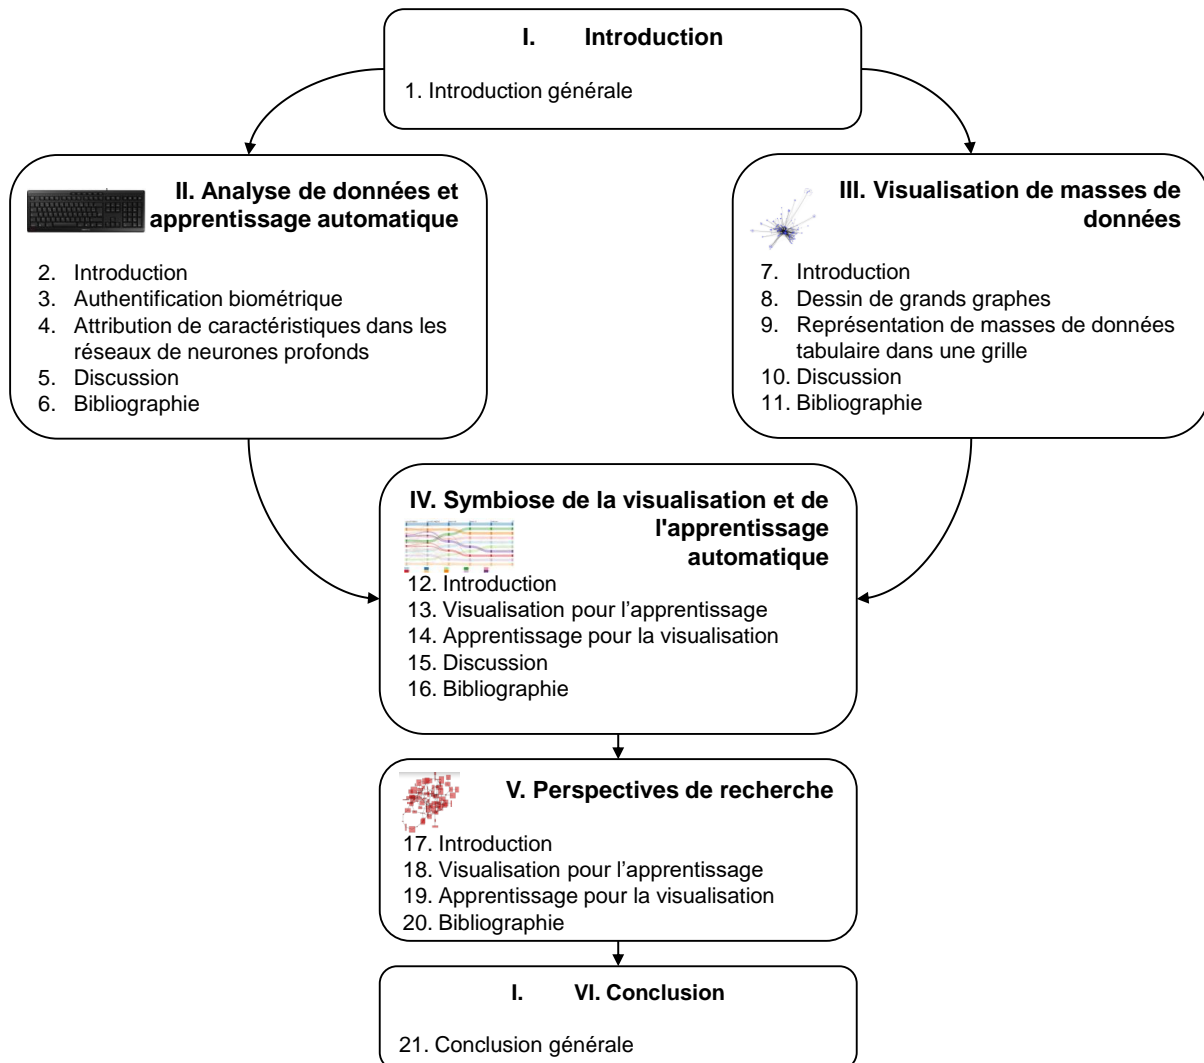 I. Introduction
1. Introduction générale
II. Analyse de données et
apprentissage automatique
2. Introduction
3. Authentification biométrique
4. Attribution de caractéristiques dans les
réseaux de neurones profonds
5. Discussion
6. Bibliographie
III. Visualisation de masses de
données
7. Introduction
8. Dessin de grands graphes
9. Représentation de masses de données
tabulaire dans une grille
10. Discussion
11. Bibliographie
IV. Symbiose de la visualisation et de
l'apprentissage
automatique
12. Introduction
13. Visualisation pour l’apprentissage
14. Apprentissage pour la visualisation
15. Discussion
16. Bibliographie
V. Perspectives de recherche
17. Introduction
18. Visualisation pour l’apprentissage
19. Apprentissage pour la visualisation
20. Bibliographie
I. VI. Conclusion
21. Conclusion générale